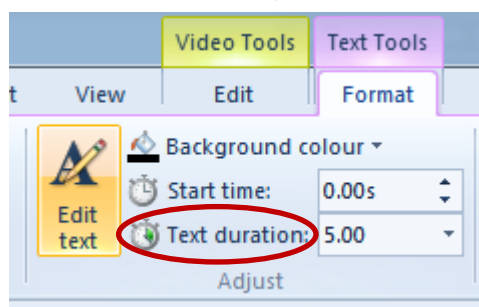 Video Tools Text Tools
t View Edit Format
Background colour
Start time: 0.00s
Edit text
Text duration: 5.00
Adjust